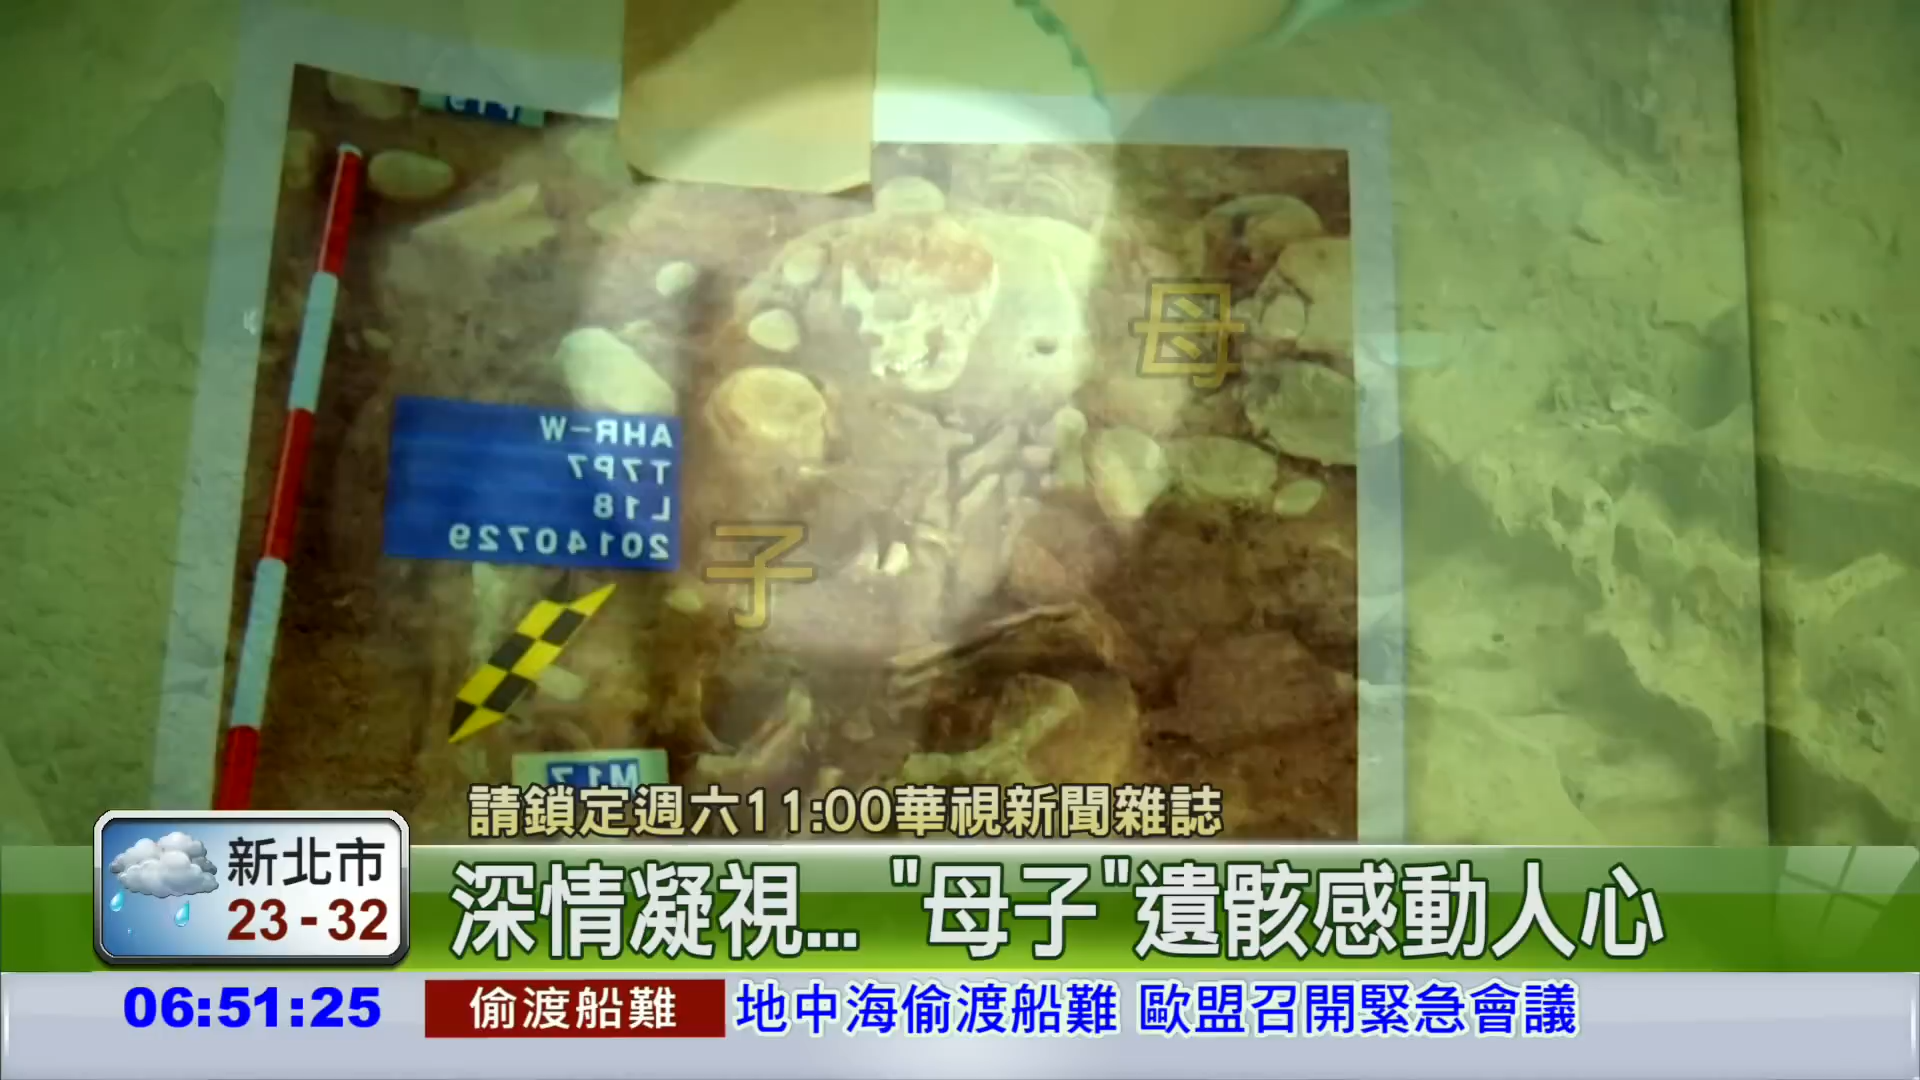 母
AHR-W
T7P7
L18
20140729
子
M17
請鎖定週六11:00華視新聞雜誌
新北市
23-32
深情凝視... "母子"遺骸感動人心
06:51:25
偷渡船難
地中海偷渡船難 歐盟召開緊急會議